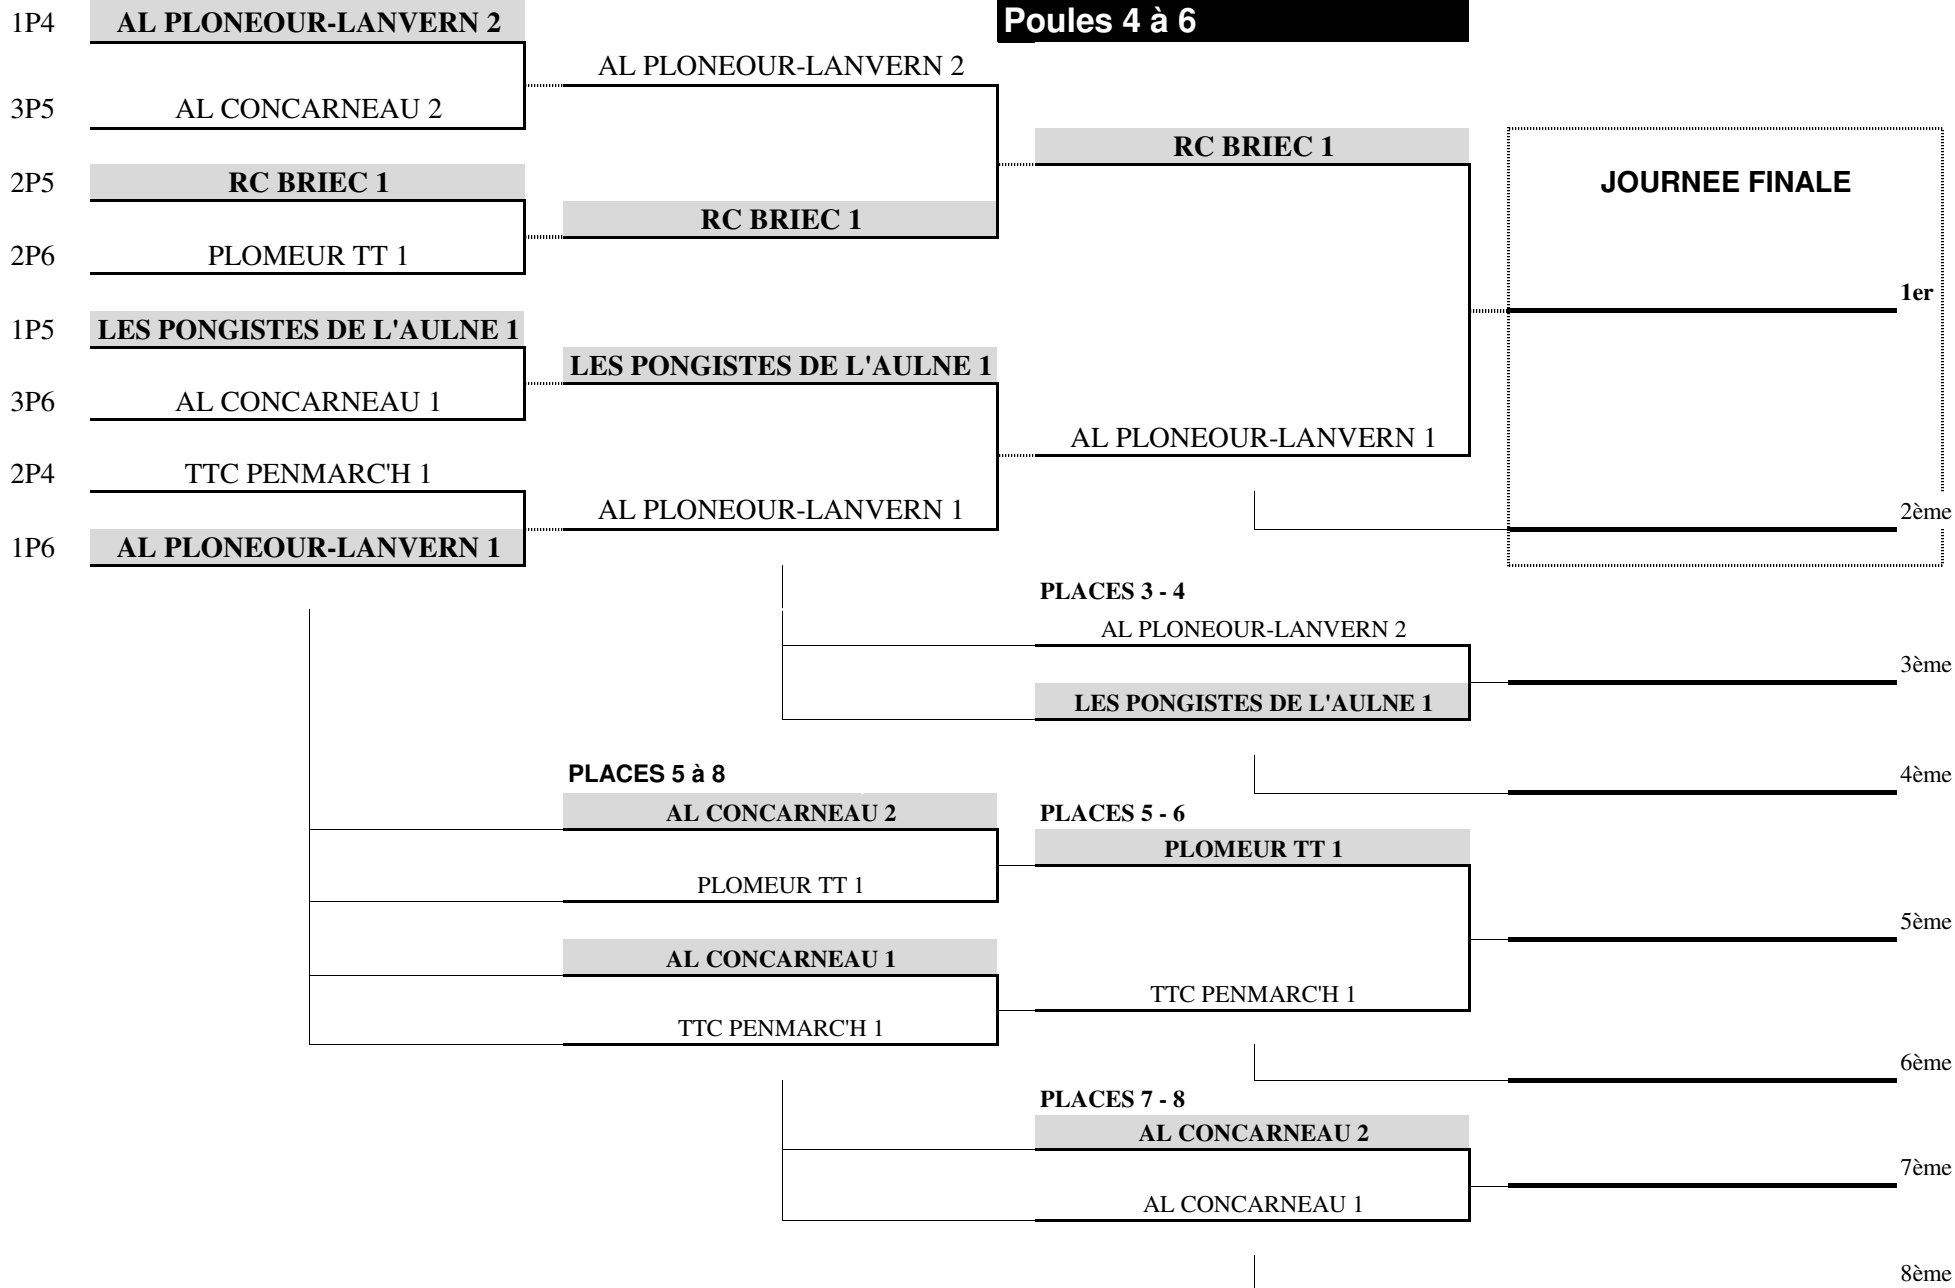 1P4 AL PLONEOUR-LANVERN 2
Poules 4 à 6
AL PLONEOUR-LANVERN 2
3P5 AL CONCARNEAU 2
RC BRIEC 1
2P5 RC BRIEC 1
JOURNEE FINALE
RC BRIEC 1
2P6 PLOMEUR TT 1
1er
1P5 LES PONGISTES DE L'AULNE 1
LES PONGISTES DE L'AULNE 1
3P6 AL CONCARNEAU 1
AL PLONEOUR-LANVERN 1
2P4 TTC PENMARC'H 1
AL PLONEOUR-LANVERN 1
2ème
1P6 AL PLONEOUR-LANVERN 1
PLACES 3 - 4
AL PLONEOUR-LANVERN 2
3ème
LES PONGISTES DE L'AULNE 1
PLACES 5 à 8
4ème
AL CONCARNEAU 2
PLACES 5 - 6
PLOMEUR TT 1
PLOMEUR TT 1
5ème
AL CONCARNEAU 1
TTC PENMARC'H 1
TTC PENMARC'H 1
6ème
PLACES 7 - 8
AL CONCARNEAU 2
7ème
AL CONCARNEAU 1
8ème